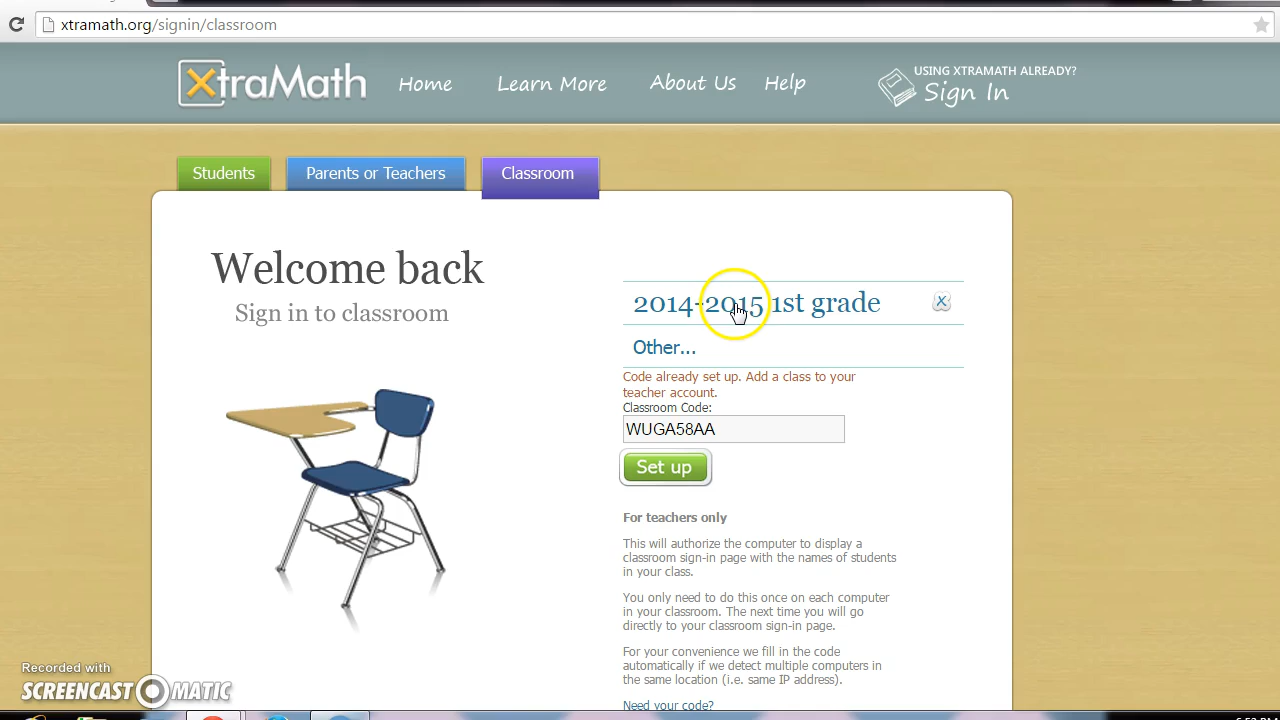 xtramath.org/signin/classroom
XtraMath
Home
Learn More
About Us
Help
USING XTRAMATH ALREADY?
Sign In
Students
Parents or Teachers
Classroom
Welcome back
Sign in to classroom
2014-2015 1st grade
X
Other...
Code already set up. Add a class to your
teacher account.
Classroom Code:
WUGA58AA
Set up
For teachers only
This will authorize the computer to display a
classroom sign-in page with the names of students
in your class.
You only need to do this once on each computer
in your classroom. The next time you will go
directly to your classroom sign-in page.
For your convenience we fill in the code
automatically if we detect multiple computers in
the same location (i.e. same IP address).
Need your code?
Recorded with
SCREENCAST-O-MATIC